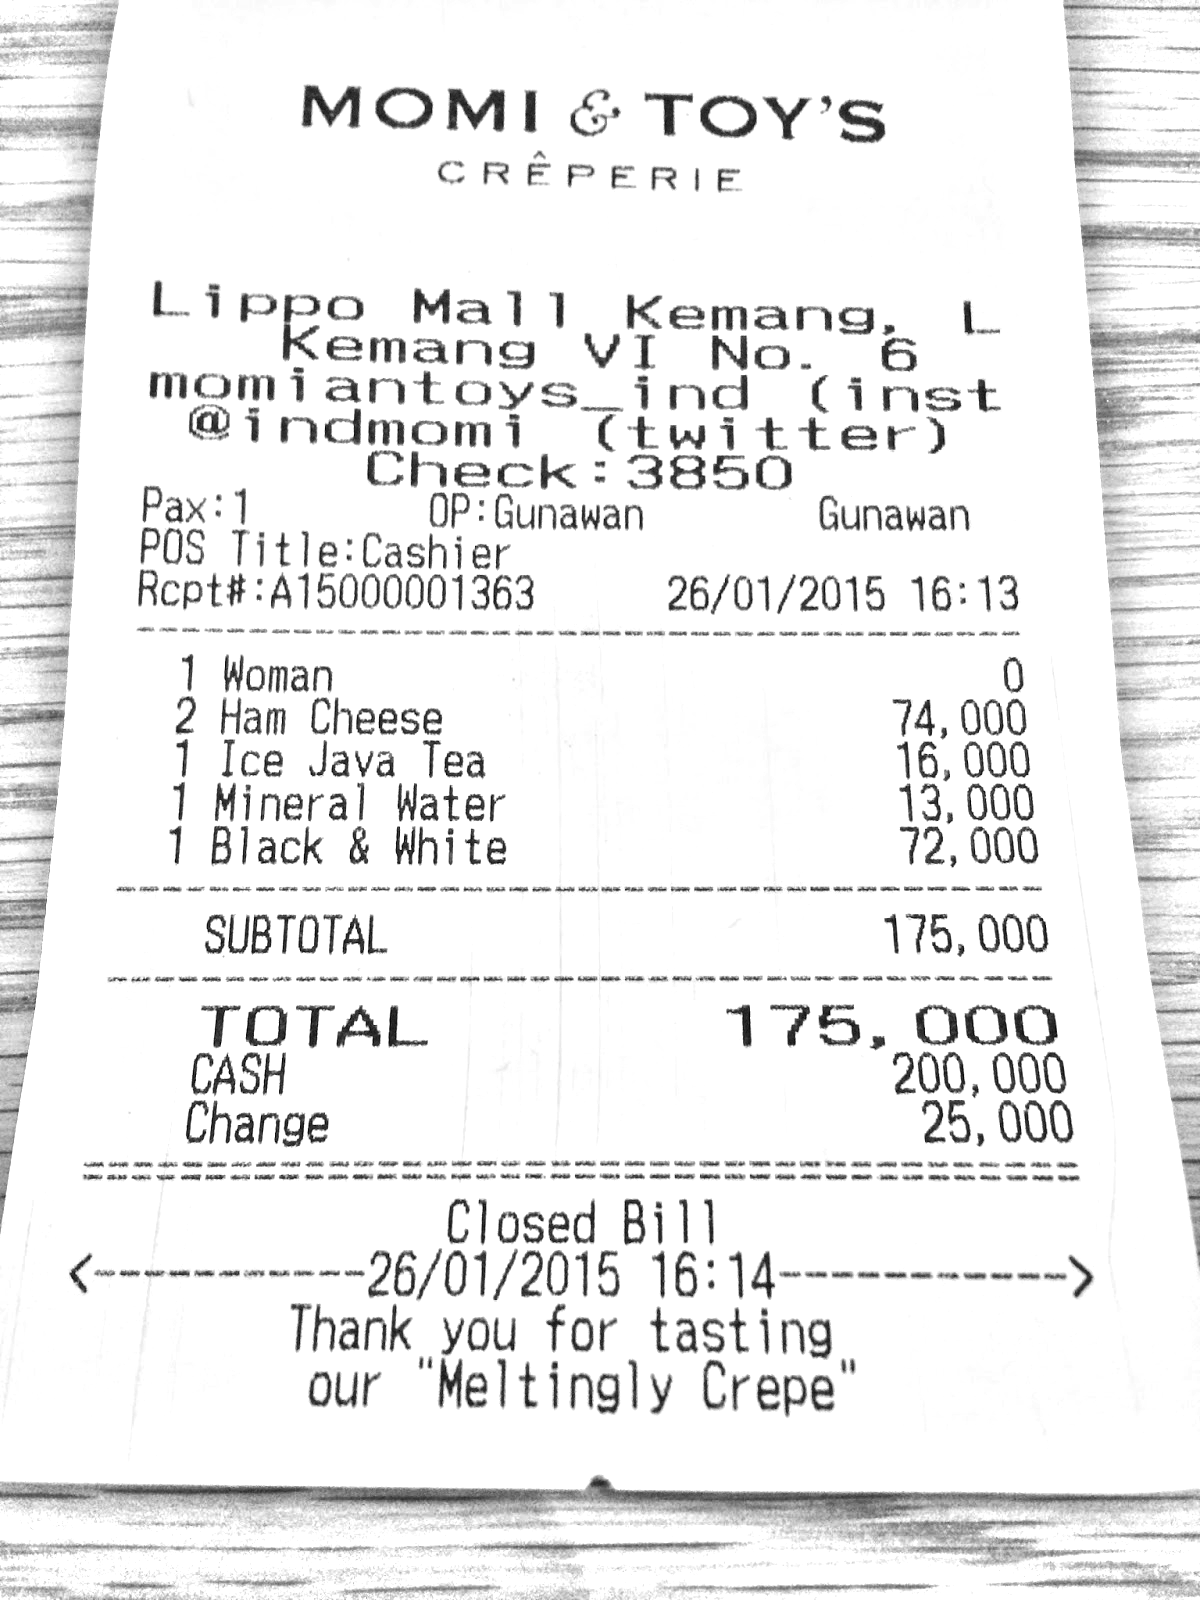 MOMI & TOY'S
CRÊPERIE
Lippo Mall Kemang, L
Kemang VI No. 6
momiantoys_ind (inst
@indmomi (twitter)
Check:3850
Pax:1 OP:Gunawan Gunawan
POS Title:Cashier
Rcpt#:A15000001363 26/01/2015 16:13
1 Woman 0
2 Ham Cheese 74,000
1 Ice Java Tea 16,000
1 Mineral Water 13,000
1 Black & White 72,000
SUBTOTAL 175,000
TOTAL 175,000
CASH 200,000
Change 25,000
Closed Bill
<--------------26/01/2015 16:14--------------->
Thank you for tasting
our "Meltingly Crepe"